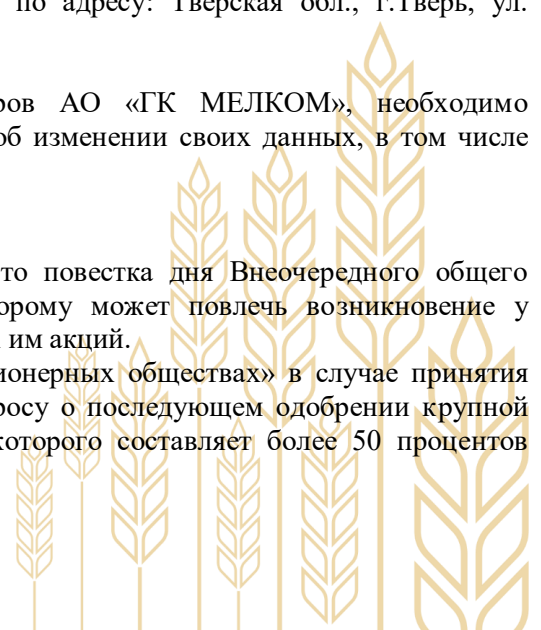 по адресу: Тверская обл., г.Тверь, ул.
ров АО «ГК МЕЛКОМ», необходимо
об изменении своих данных, в том числе
то повестка дня Внеочередного общего
орому может повлечь возникновение у
им акций.
ионерных обществах» в случае принятия
росу о последующем одобрении крупной
которого составляет более 50 процентов